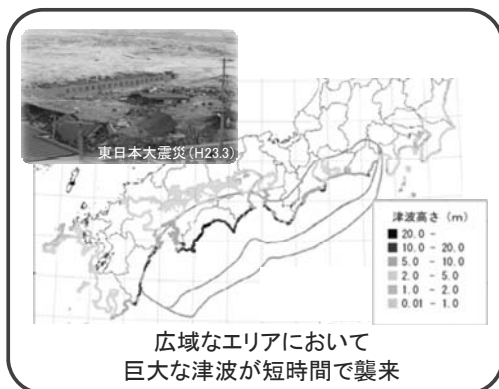 東日本大震災(H23.3)
津波高さ (m)
20.0 -
10.0 - 20.0
5.0 - 10.0
2.0 - 5.0
1.0 - 2.0
0.01 - 1.0
広域なエリアにおいて
巨大な津波が短時間で襲来